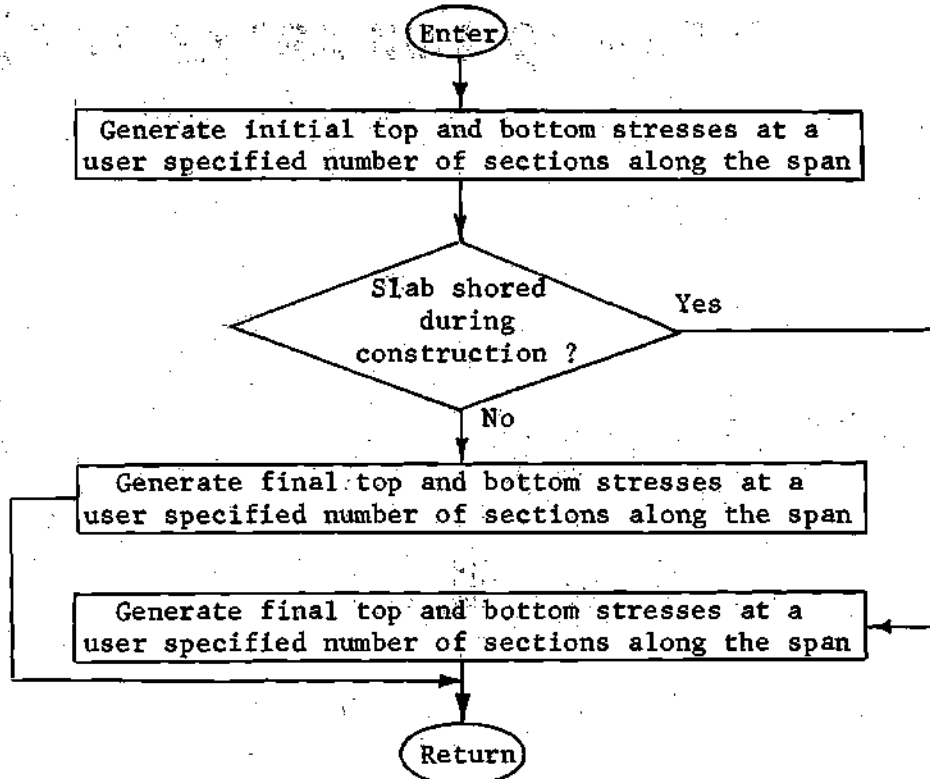 Enter
Generate initial top and bottom stresses at a
user specified number of sections along the span
Slab shored
during
construction ?
Yes
No
Generate final top and bottom stresses at a
user specified number of sections along the span
Generate final top and bottom stresses at a
user specified number of sections along the span
Return